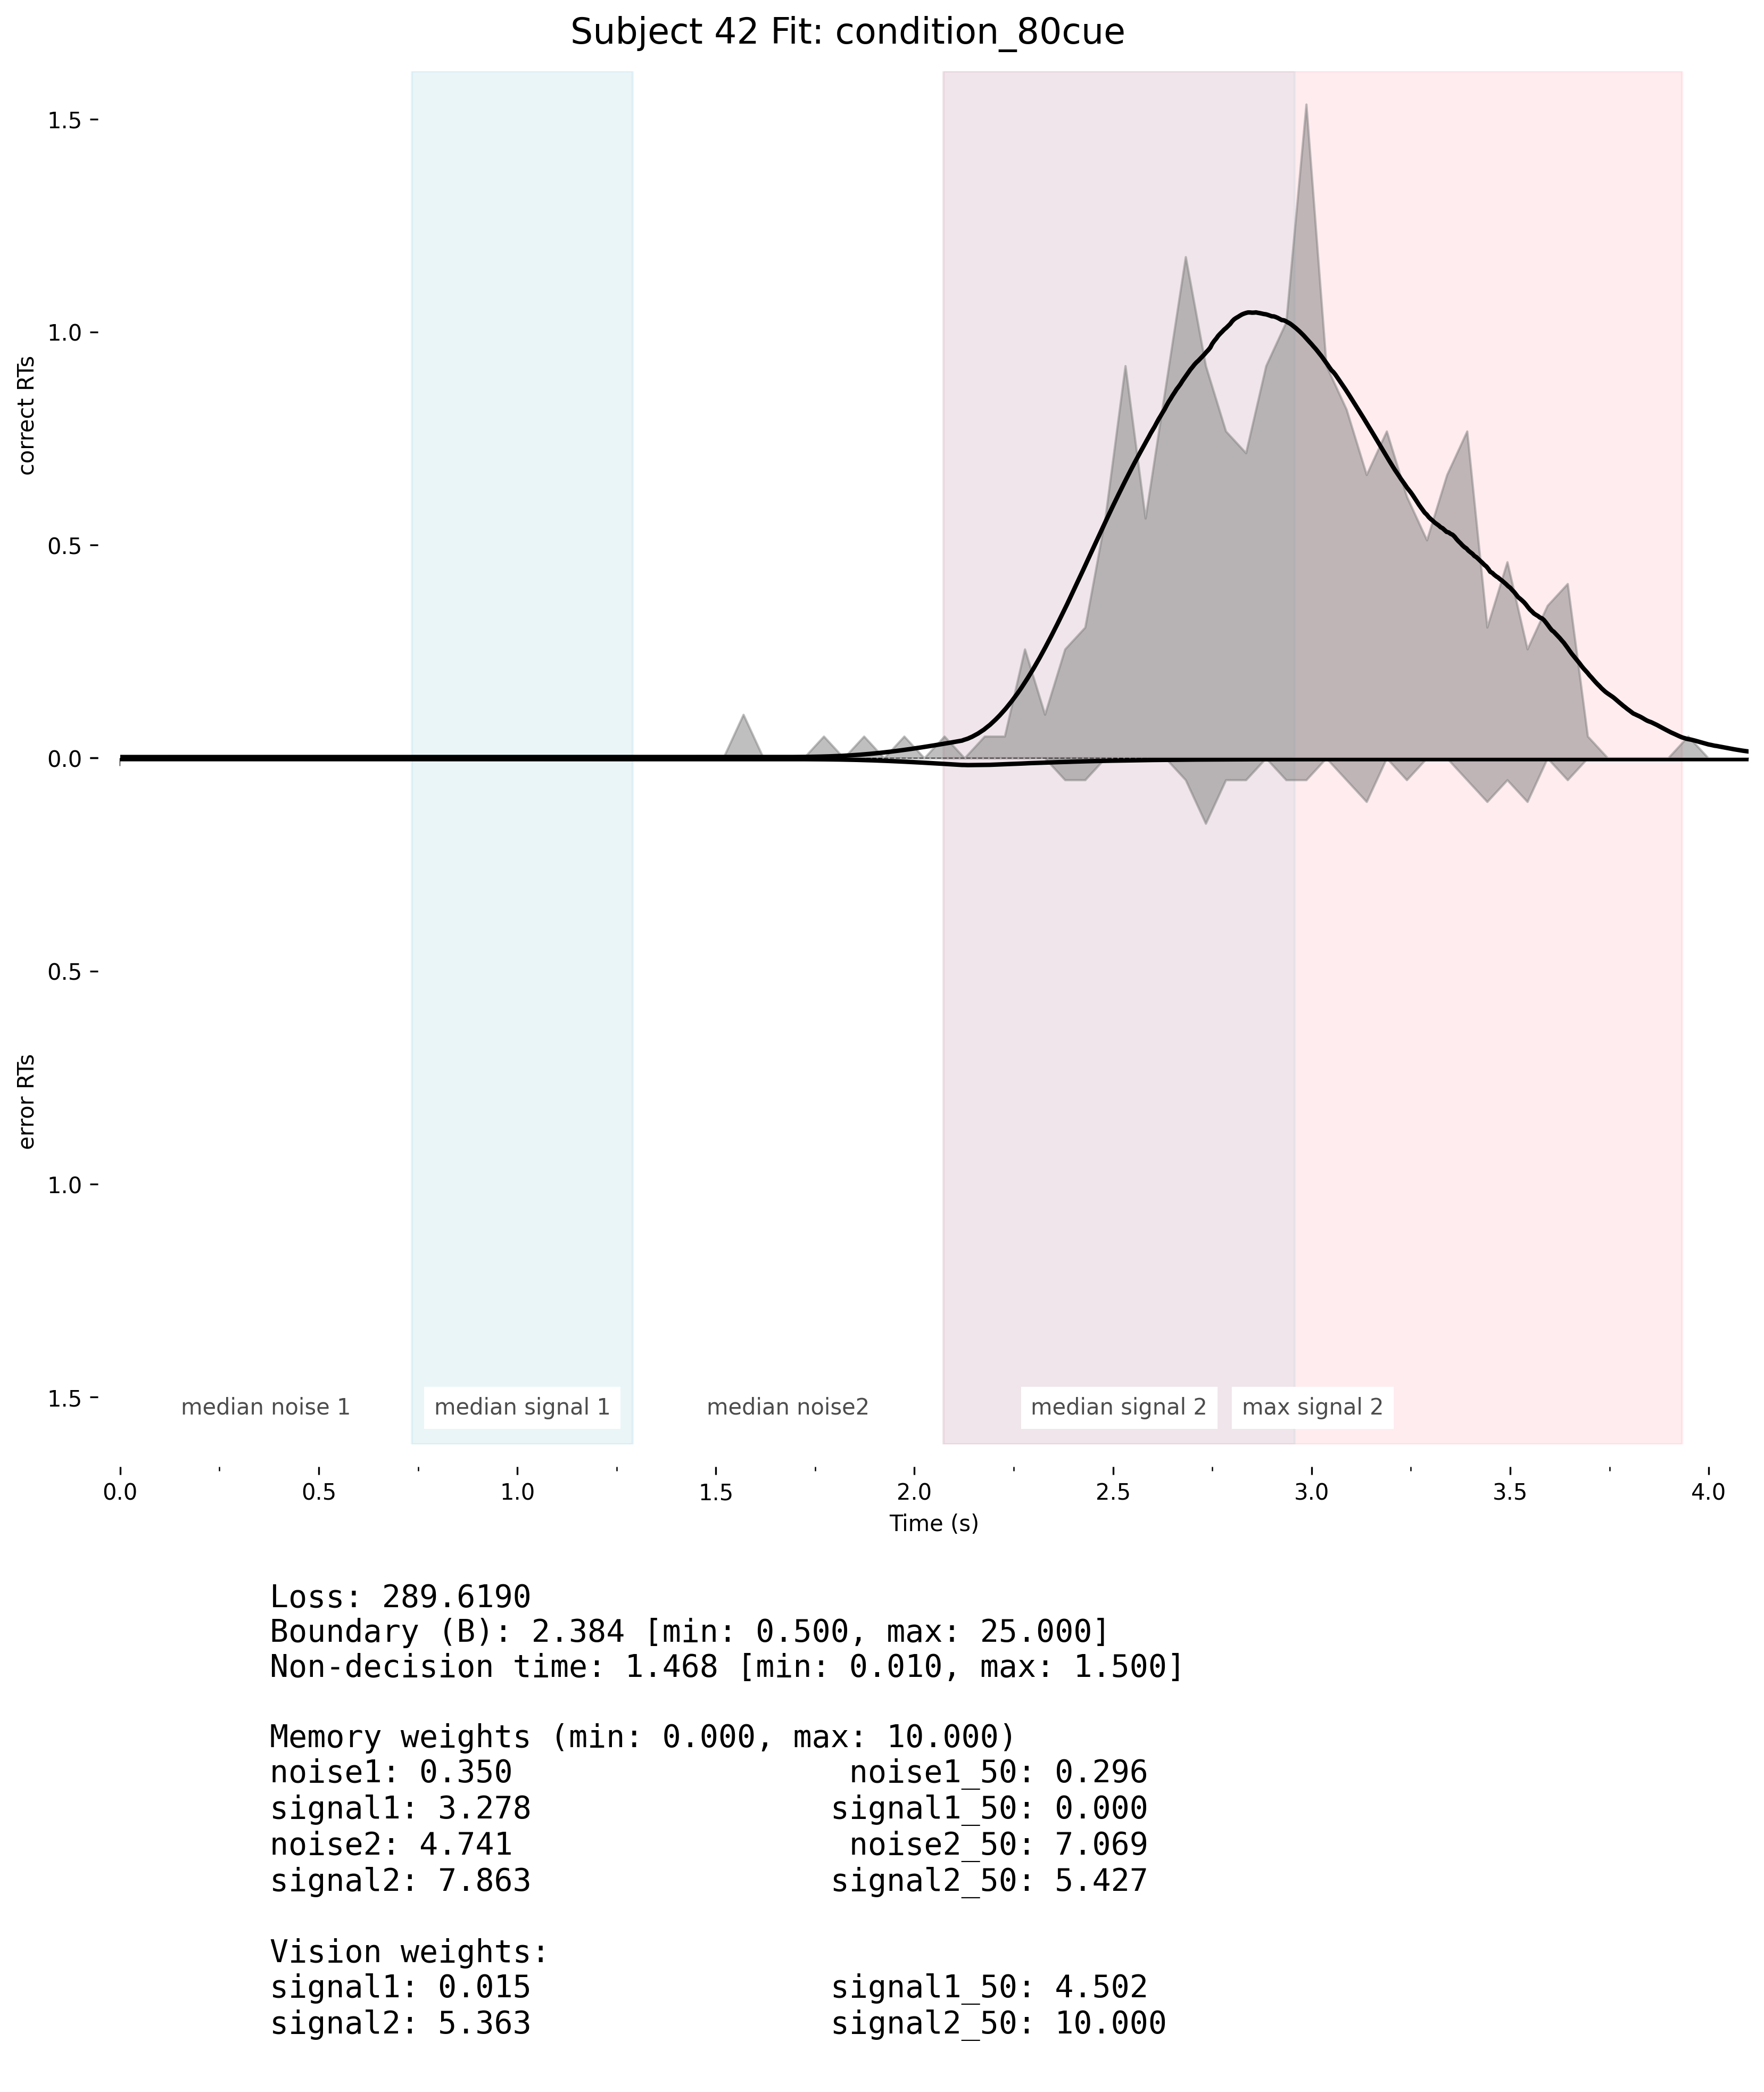 Subject 42 Fit: condition_80cue
1.5
1.0
correct RTs
0.5
0.0
0.5
error RTs
1.0
1.5
median noise 1 median signal 1 median noise2 median signal 2 max signal 2
0.0 0.5 1.0 1.5 2.0 2.5 3.0 3.5 4.0
Time (s)
Loss: 289.6190
Boundary (B): 2.384 [min: 0.500, max: 25.000]
Non-decision time: 1.468 [min: 0.010, max: 1.500]
Memory weights (min: 0.000, max: 10.000)
noise1: 0.350 noise1_50: 0.296
signal1: 3.278 signal1_50: 0.000
noise2: 4.741 noise2_50: 7.069
signal2: 7.863 signal2_50: 5.427
Vision weights:
signal1: 0.015 signal1_50: 4.502
signal2: 5.363 signal2_50: 10.000